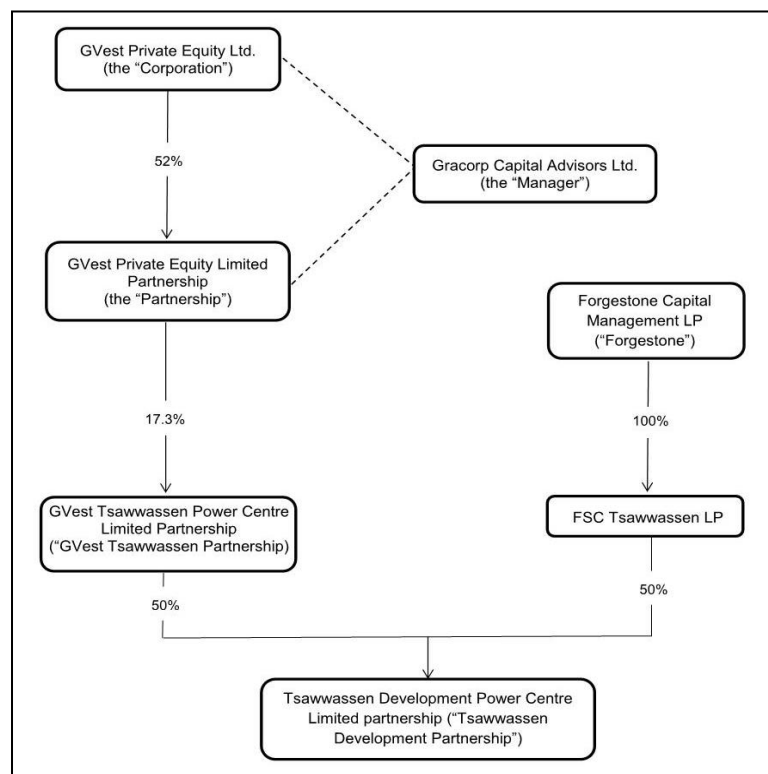 GVest Private Equity Ltd.
(the “Corporation”)
52%
Gracorp Capital Advisors Ltd.
(the “Manager”)
GVest Private Equity Limited
Partnership
(the “Partnership”)
Forgestone Capital
Management LP
(“Forgestone”)
17.3%
100%
GVest Tsawwassen Power Centre
Limited Partnership
(“GVest Tsawwassen Partnership)
FSC Tsawwassen LP
50%
50%
Tsawwassen Development Power Centre
Limited partnership (“Tsawwassen
Development Partnership”)